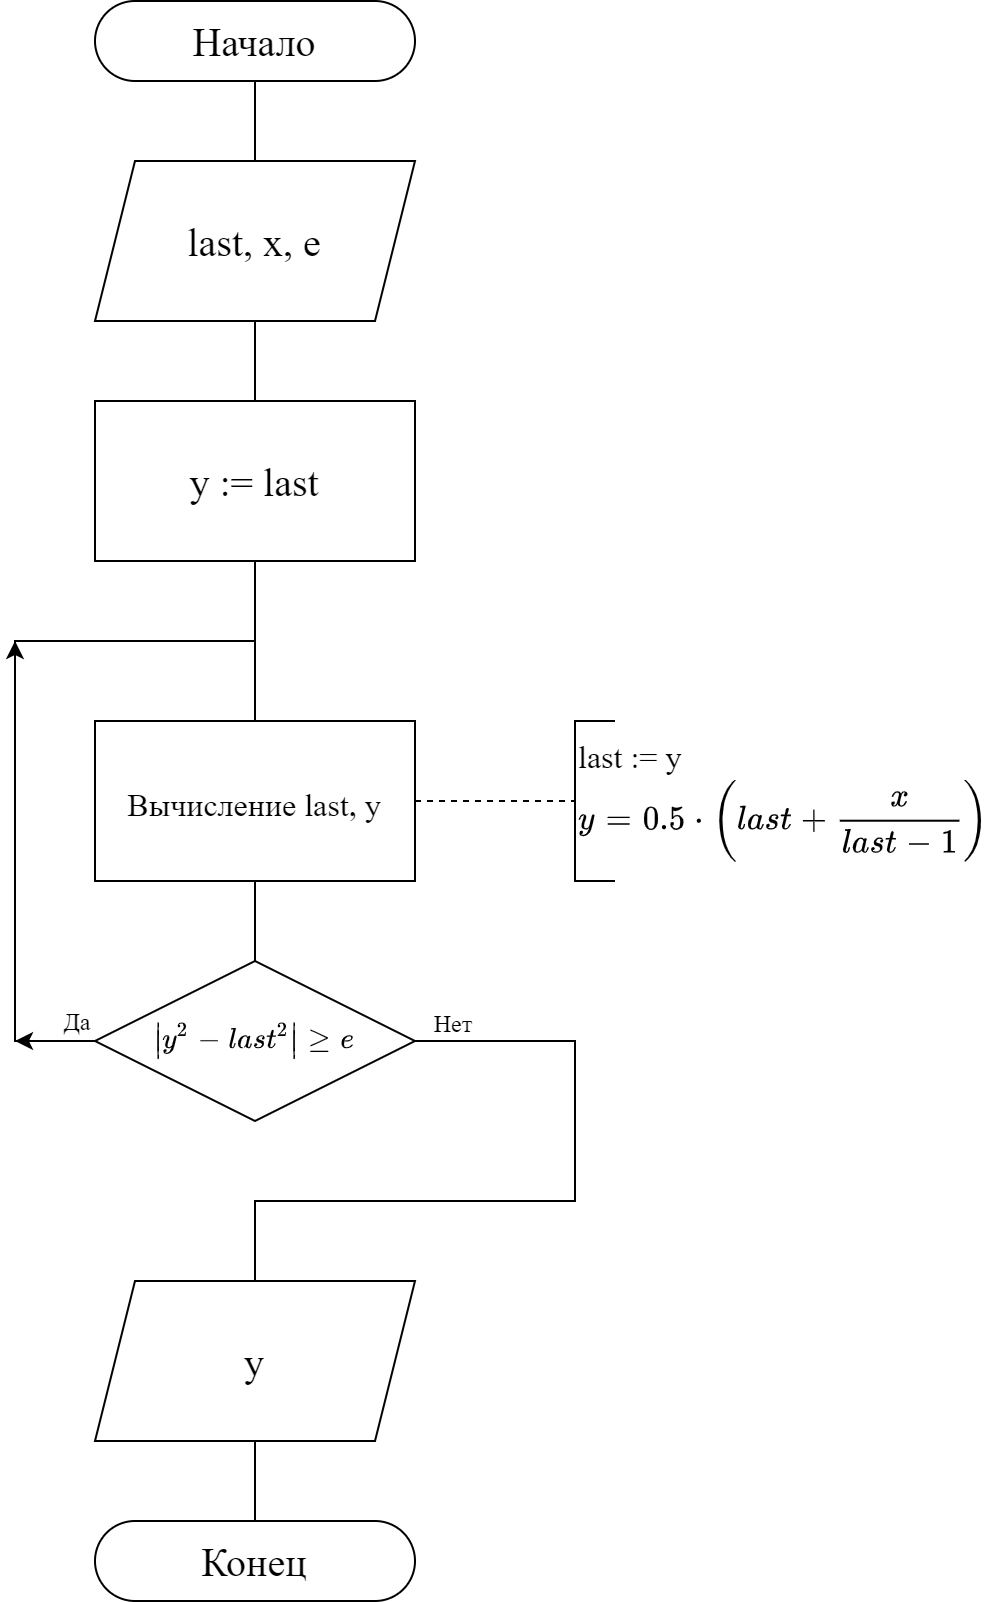 Начало
last, x, e
y := last
Вычисление last, y
last := y
y = 0.5 · (last + x / (last − 1))
Да
|y² − last²| ≥ e
Нет
y
Конец